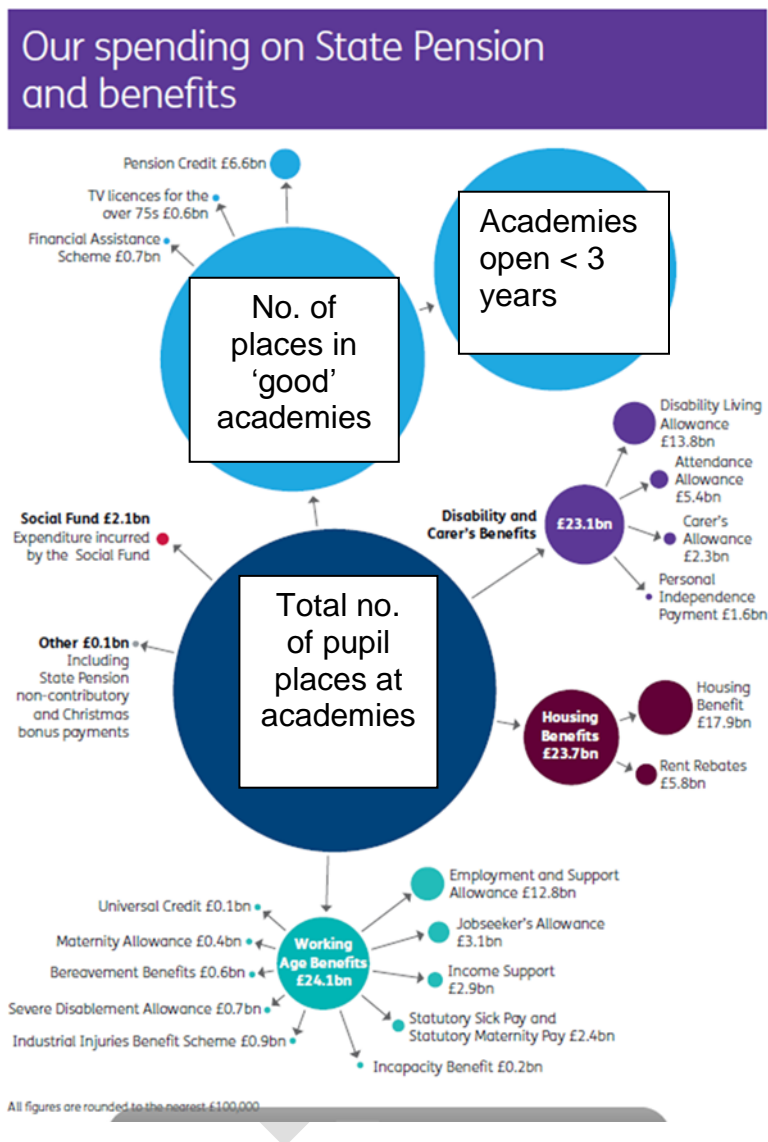 Our spending on State Pension
and benefits
Pension Credit £6.6bn
TV licences for the
over 75s £0.6bn
Financial Assistance
Scheme £0.7bn
No. of
places in
‘good’
academies
Academies
open < 3
years
Disability Living
Allowance
£13.8bn
Attendance
Allowance
£5.4bn
Disability and
Carer's Benefits
£23.1bn
Carer's
Allowance
£2.3bn
Personal
Independence
Payment £1.6bn
Social Fund £2.1bn
Expenditure incurred
by the Social Fund
Total no.
of pupil
places at
academies
Other £0.1bn
Including
State Pension
non-contributory
and Christmas
bonus payments
Housing
Benefits
£23.7bn
Housing
Benefit
£17.9bn
Rent Rebates
£5.8bn
Working
Age Benefits
£24.1bn
Universal Credit £0.1bn
Maternity Allowance £0.4bn
Bereavement Benefits £0.6bn
Severe Disablement Allowance £0.7bn
Industrial Injuries Benefit Scheme £0.9bn
Employment and Support
Allowance £12.8bn
Jobseeker's Allowance
£3.1bn
Income Support
£2.9bn
Statutory Sick Pay and
Statutory Maternity Pay £2.4bn
Incapacity Benefit £0.2bn
All figures are rounded to the nearest £100,000